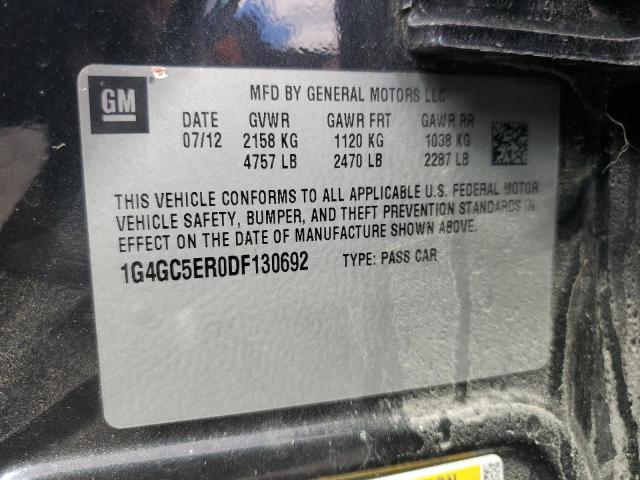 GM
MFD BY GENERAL MOTORS LLC
DATE GVWR GAWR FRT GAWR RR
07/12 2158 KG 1120 KG 1038 KG
4757 LB 2470 LB 2287 LB
THIS VEHICLE CONFORMS TO ALL APPLICABLE U.S. FEDERAL MOTOR
VEHICLE SAFETY, BUMPER, AND THEFT PREVENTION STANDARDS IN
EFFECT ON THE DATE OF MANUFACTURE SHOWN ABOVE.
1G4GC5ER0DF130692 TYPE: PASS CAR